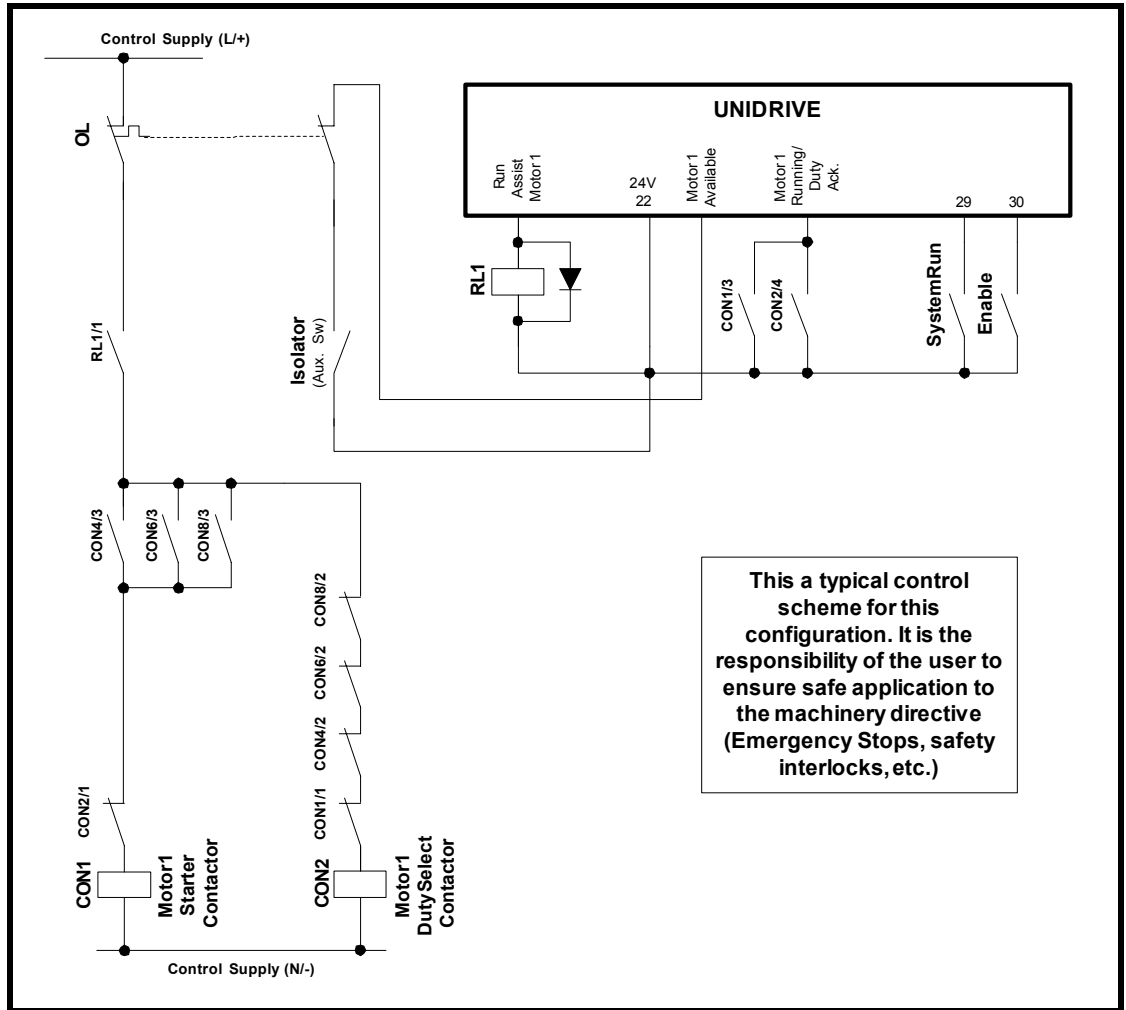 Control Supply (L/+)
OL
UNIDRIVE
Run
Assist
Motor 1
24V
22
Motor 1
Available
Motor 1
Running/
Duty
Ack.
29
30
RL1
CON1/3
CON2/4
SystemRun
Enable
RL1/1
Isolator
(Aux. Sw)
CON4/3
CON6/3
CON8/3
CON8/2
CON6/2
CON4/2
CON1/1
CON2/1
CON1
Motor1
Starter
Contactor
CON2
Motor1
DutySelect
Contactor
Control Supply (N/-)
This a typical control
scheme for this
configuration. It is the
responsibility of the user to
ensure safe application to
the machinery directive
(Emergency Stops, safety
interlocks, etc.)